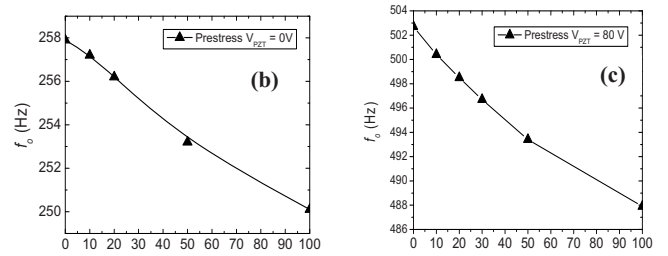 Prestress V_PZT = 0V
(b)
258
256
254
252
250
f_o (Hz)
0 10 20 30 40 50 60 70 80 90 100
Prestress V_PZT = 80 V
(c)
504
502
500
498
496
494
492
490
488
486
f_o (Hz)
0 10 20 30 40 50 60 70 80 90 100